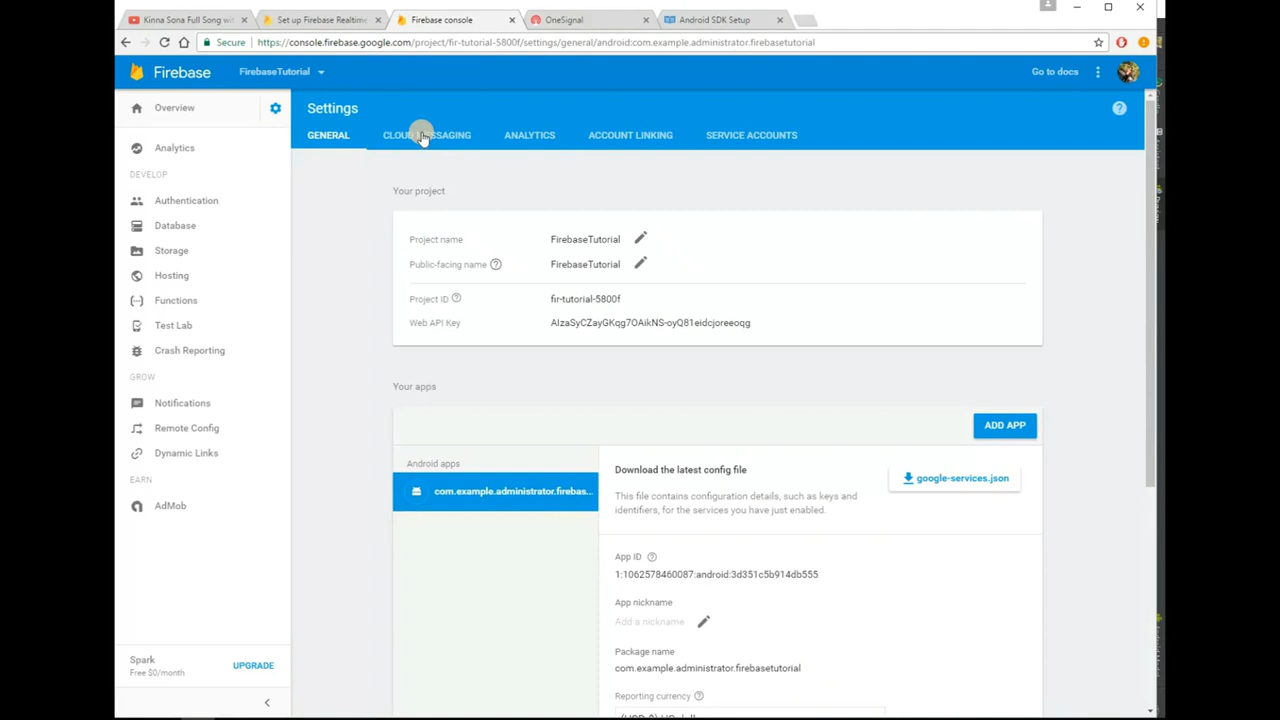 Kinna Sona Full Song wit
Set up Firebase Realtim
Firebase console
OneSignal
Android SDK Setup
Secure
https://console.firebase.google.com/project/fir-tutorial-5800f/settings/general/android:com.example.administrator.firebasetutorial
Firebase
FirebaseTutorial
Go to docs
Overview
Settings
GENERAL
CLOUD MESSAGING
ANALYTICS
ACCOUNT LINKING
SERVICE ACCOUNTS
Analytics
DEVELOP
Authentication
Database
Storage
Hosting
Functions
Test Lab
Crash Reporting
GROW
Notifications
Remote Config
Dynamic Links
EARN
AdMob
Spark
Free $0/month
UPGRADE
Your project
Project name
FirebaseTutorial
Public-facing name
FirebaseTutorial
Project ID
fir-tutorial-5800f
Web API Key
AIzaSyCZayGKqg7OAikNS-oyQ81eidcjoreeoqg
Your apps
ADD APP
Android apps
com.example.administrator.firebas...
Download the latest config file
google-services.json
This file contains configuration details, such as keys and
identifiers, for the services you have just enabled.
App ID
1:1062578460087:android:3d351c5b914db555
App nickname
Add a nickname
Package name
com.example.administrator.firebasetutorial
Reporting currency